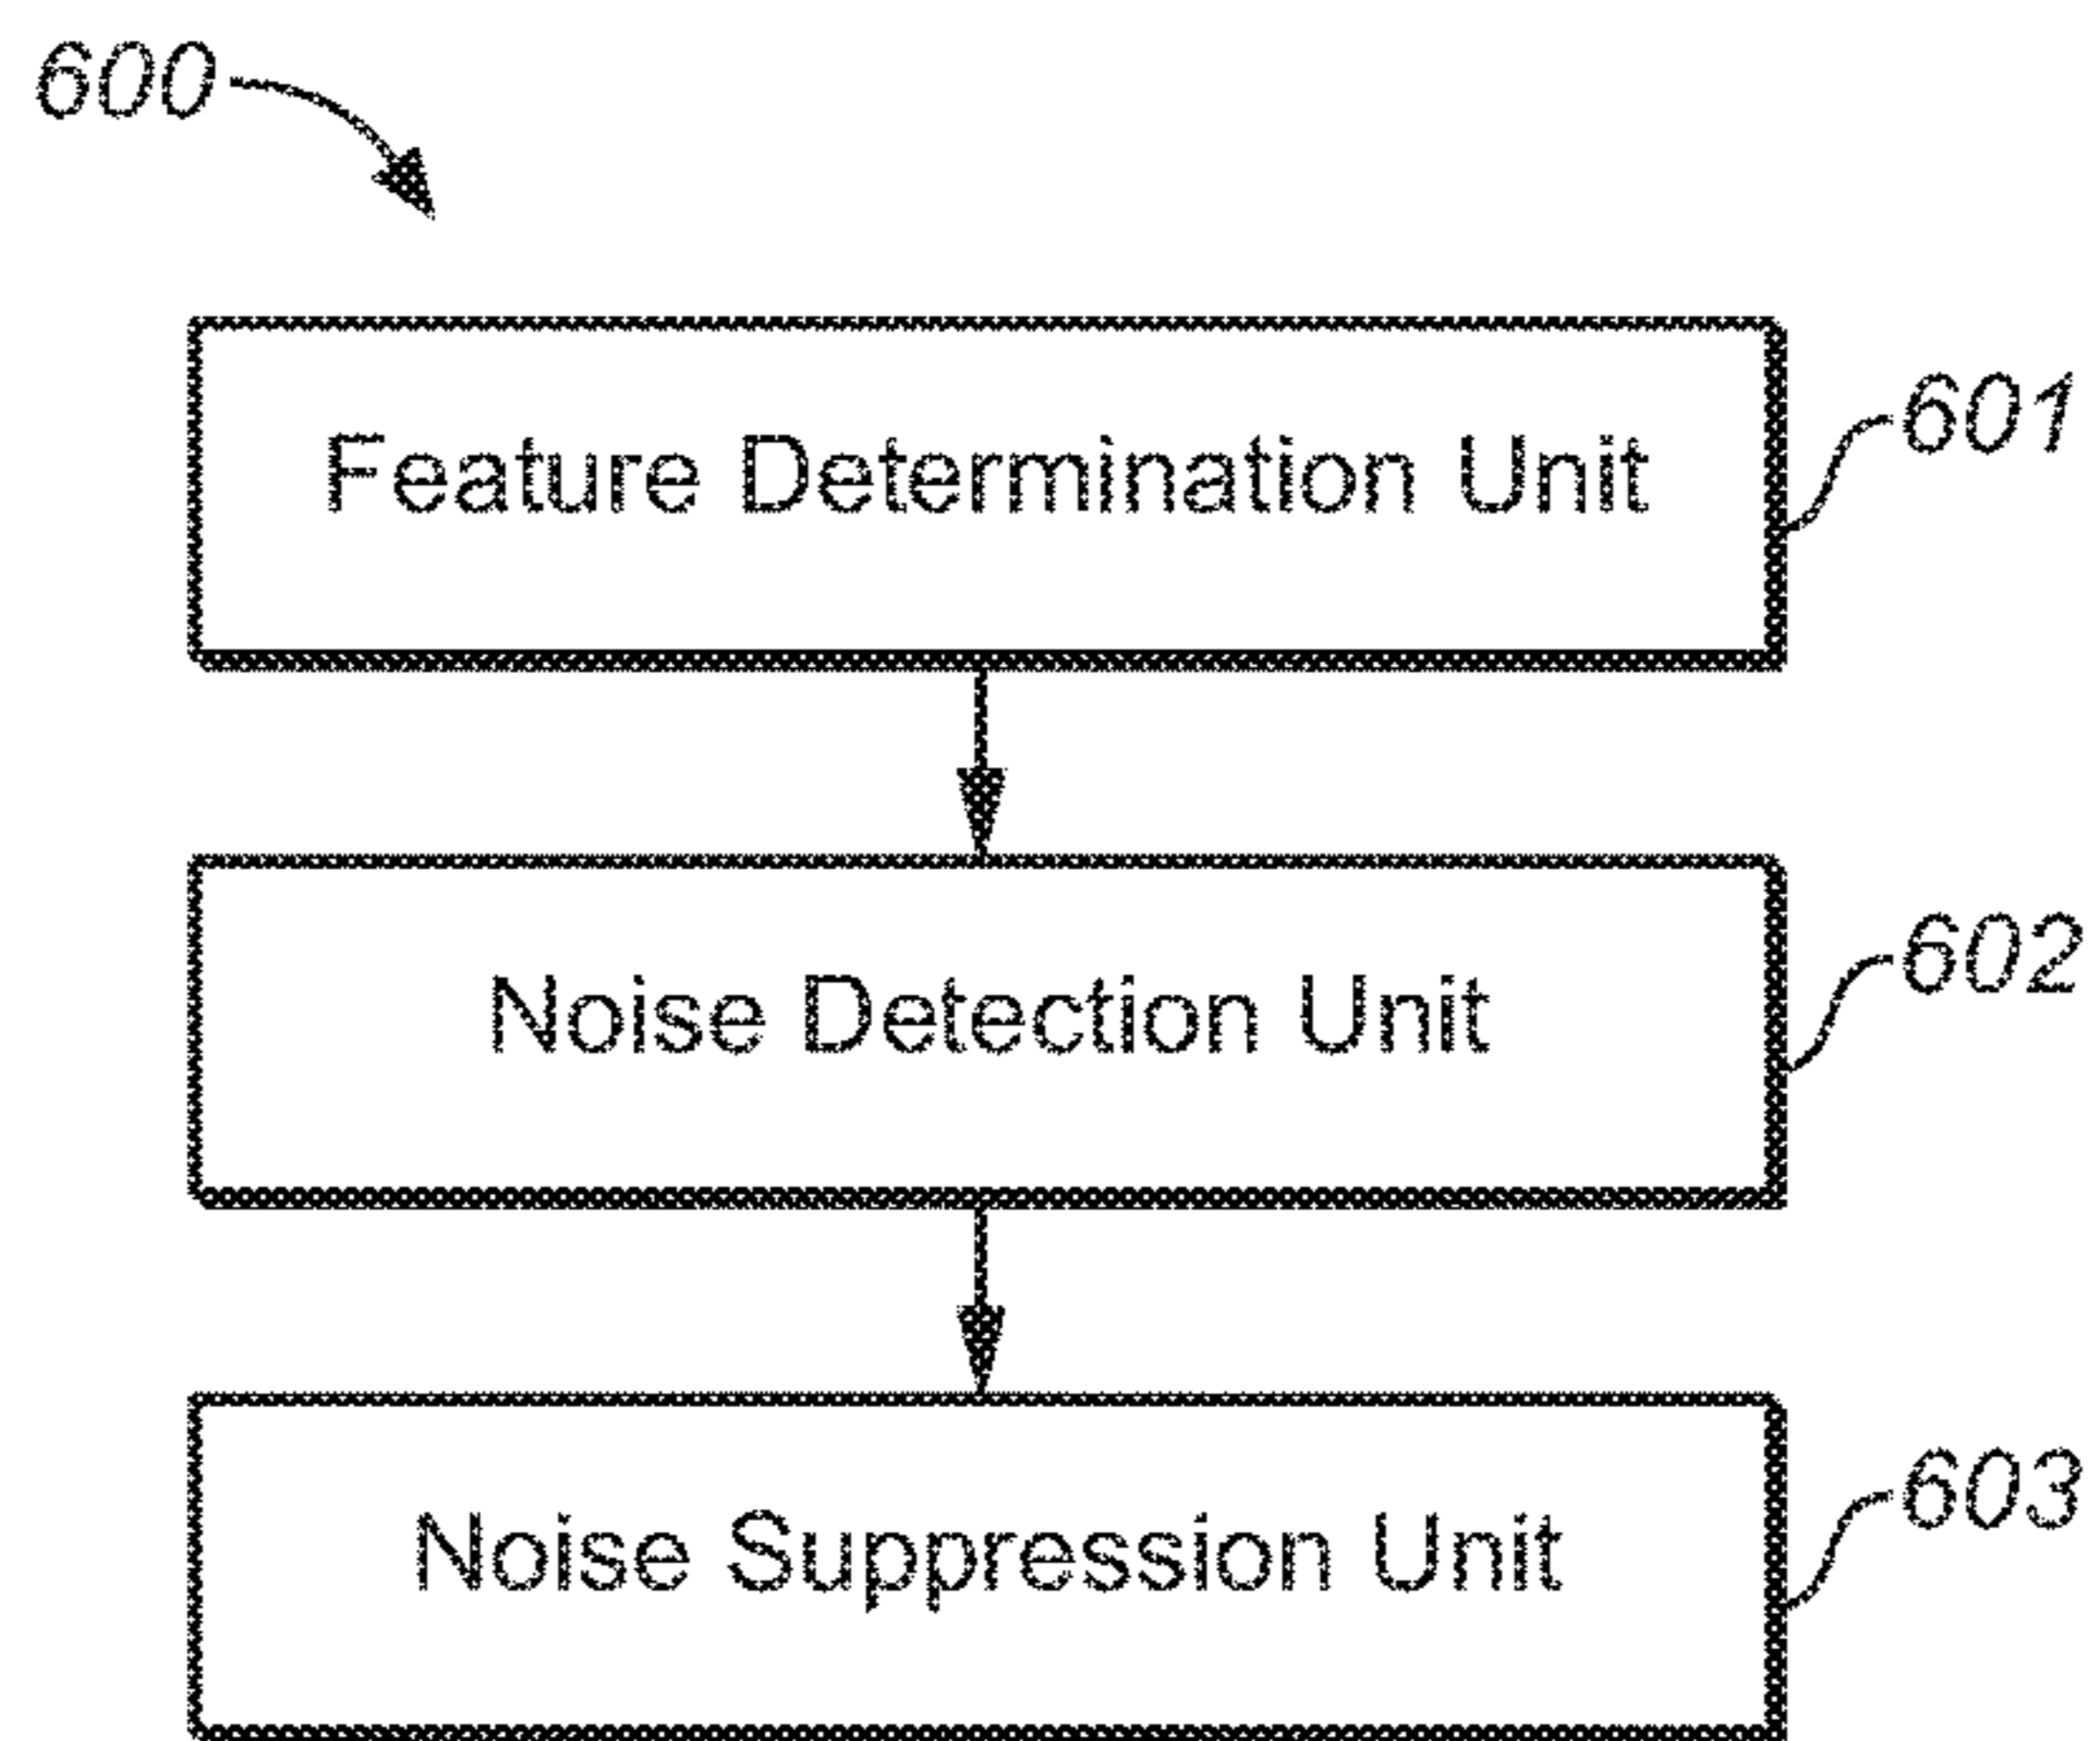 600
Feature Determination Unit
601
Noise Detection Unit
602
Noise Suppression Unit
603